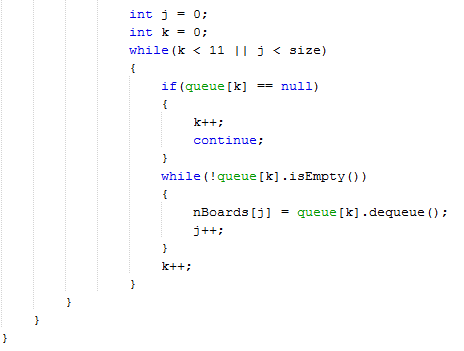 int j = 0;
int k = 0;
while(k < 11 || j < size)
{
if(queue[k] == null)
{
k++;
continue;
}
while(!queue[k].isEmpty())
{
nBoards[j] = queue[k].dequeue();
j++;
}
k++;
}
}
}
}